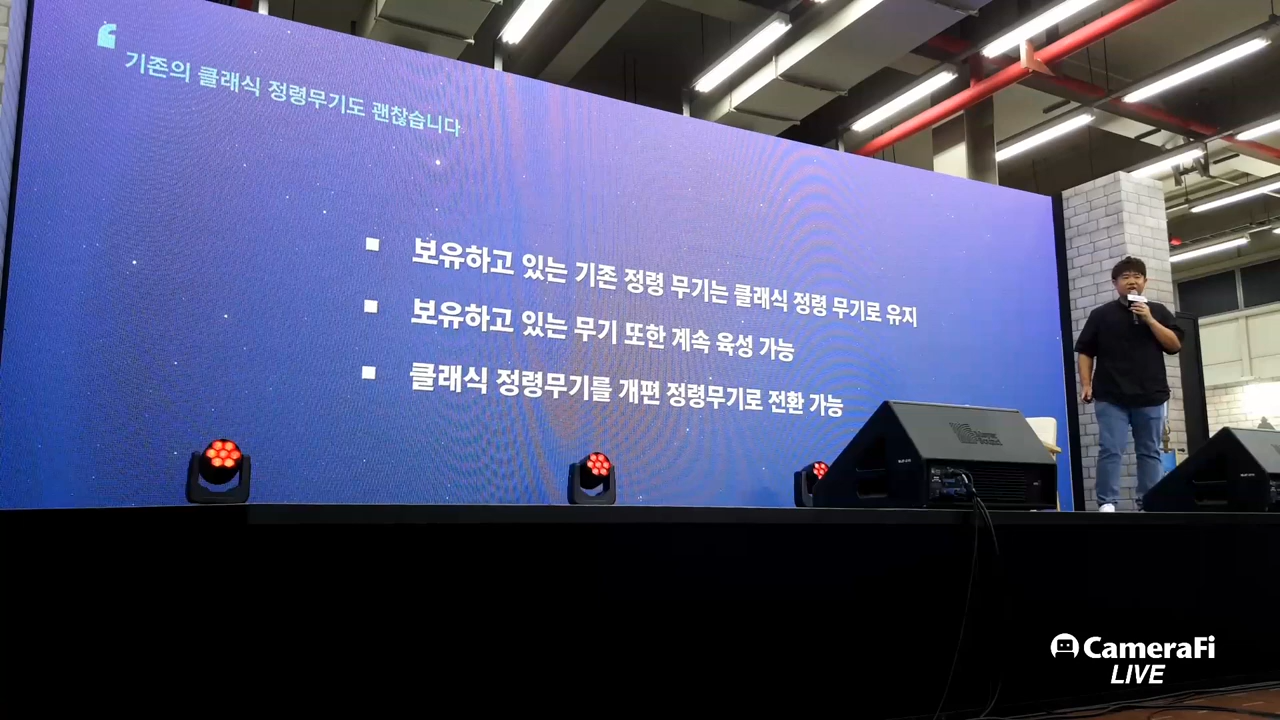 기존의 클래식 정령무기도 괜찮습니다
■ 보유하고 있는 기존 정령 무기는 클래식 정령 무기로 유지
■ 보유하고 있는 무기 또한 계속 육성 가능
■ 클래식 정령무기를 개편 정령무기로 전환 가능
CameraFi
LIVE